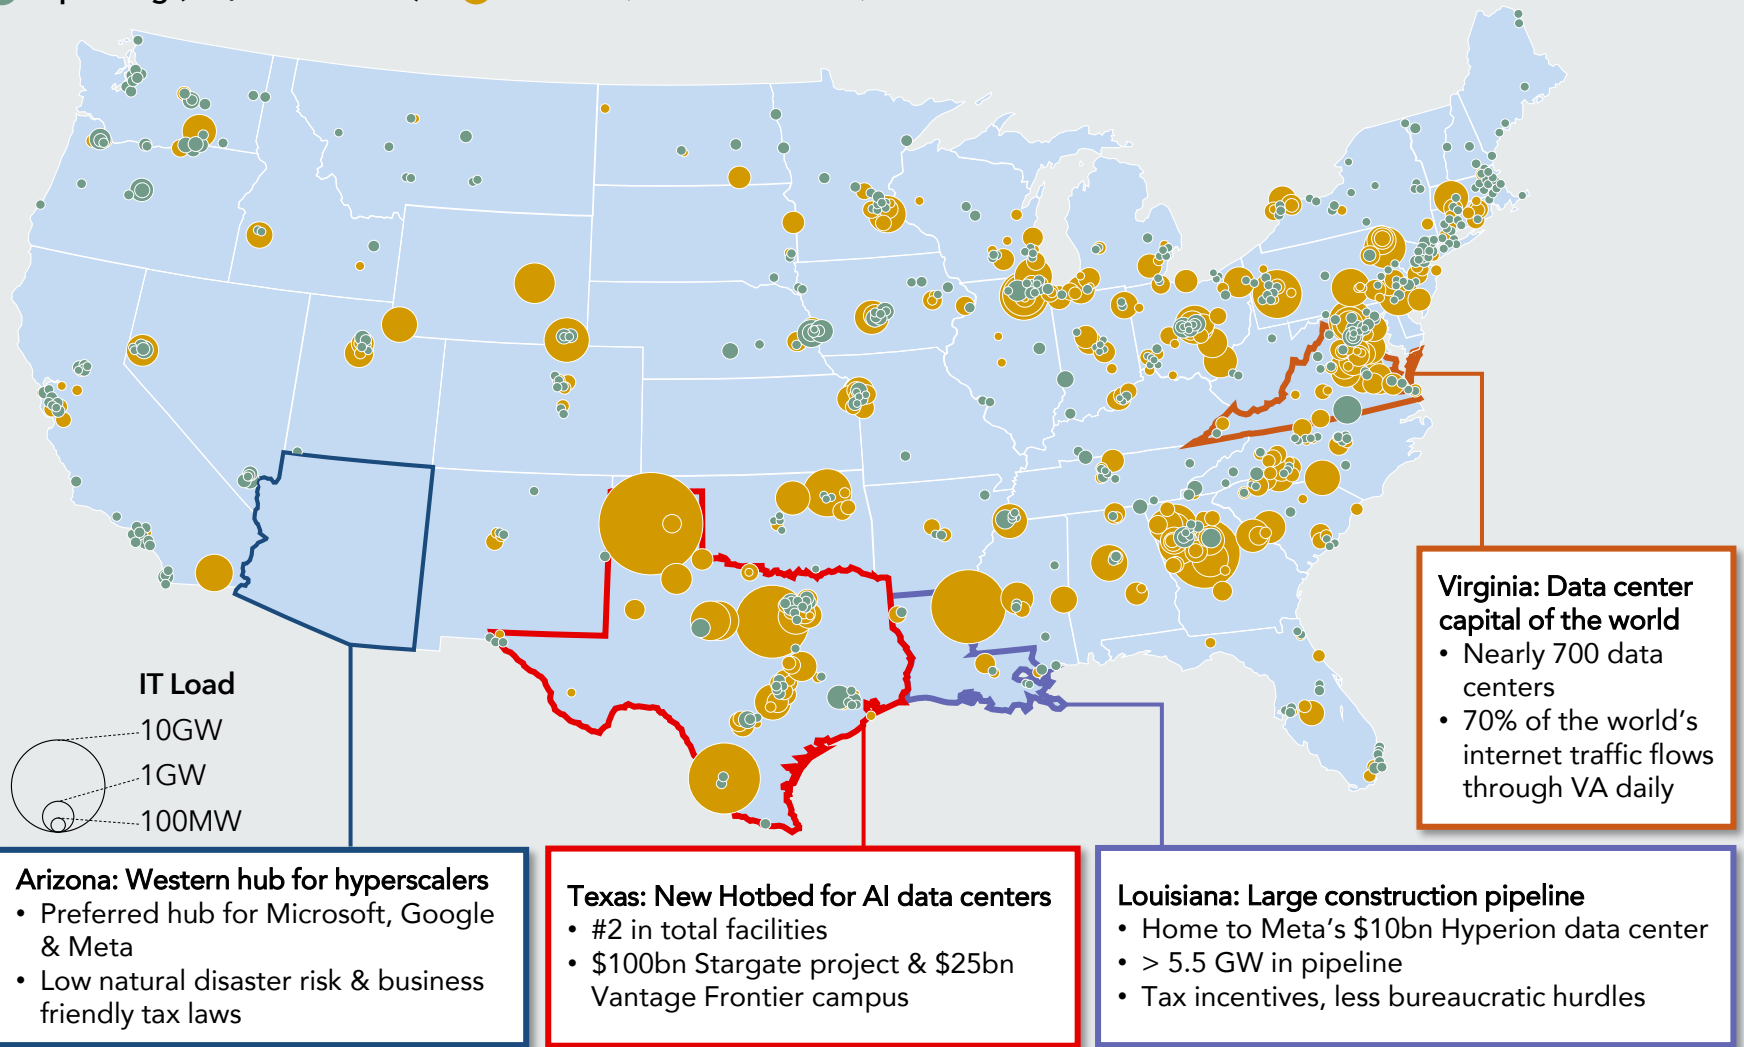 IT Load
10GW
1GW
100MW
Virginia: Data center
capital of the world
• Nearly 700 data
centers
• 70% of the world's
internet traffic flows
through VA daily
Arizona: Western hub for hyperscalers
• Preferred hub for Microsoft, Google
& Meta
• Low natural disaster risk & business
friendly tax laws
Texas: New Hotbed for AI data centers
• #2 in total facilities
• $100bn Stargate project & $25bn
Vantage Frontier campus
Louisiana: Large construction pipeline
• Home to Meta's $10bn Hyperion data center
• > 5.5 GW in pipeline
• Tax incentives, less bureaucratic hurdles